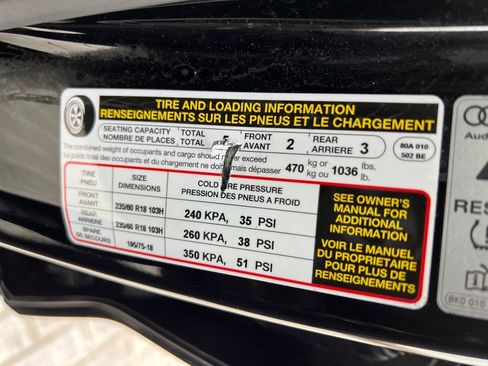 TIRE AND LOADING INFORMATION
RENSEIGNEMENTS SUR LES PNEUS ET LE CHARGEMENT
SEATING CAPACITY TOTAL 5 FRONT 2 REAR 3 80A 010
NOMBRE DE PLACES TOTAL AVANT ARRIERE 502 BE
The combined weight of occupants and cargo should never exceed 470 kg or 1036 lbs.
Le poids total des occupants et du chargement ne doit jamais dépasser kg ou lb.
TIRE SIZE COLD TIRE PRESSURE
PNEU DIMENSIONS PRESSION DES PNEUS A FROID
FRONT 235/60 R18 103H 240 KPA, 35 PSI
AVANT
REAR 235/60 R18 103H 260 KPA, 38 PSI
ARRIERE
SPARE 195/75-18 350 KPA, 51 PSI
DE SECOURS
SEE OWNER'S
MANUAL FOR
ADDITIONAL
INFORMATION
VOIR LE MANUEL
DU PROPRIETAIRE
POUR PLUS DE
RENSEIGNEMENTS
Aud
8K0 010